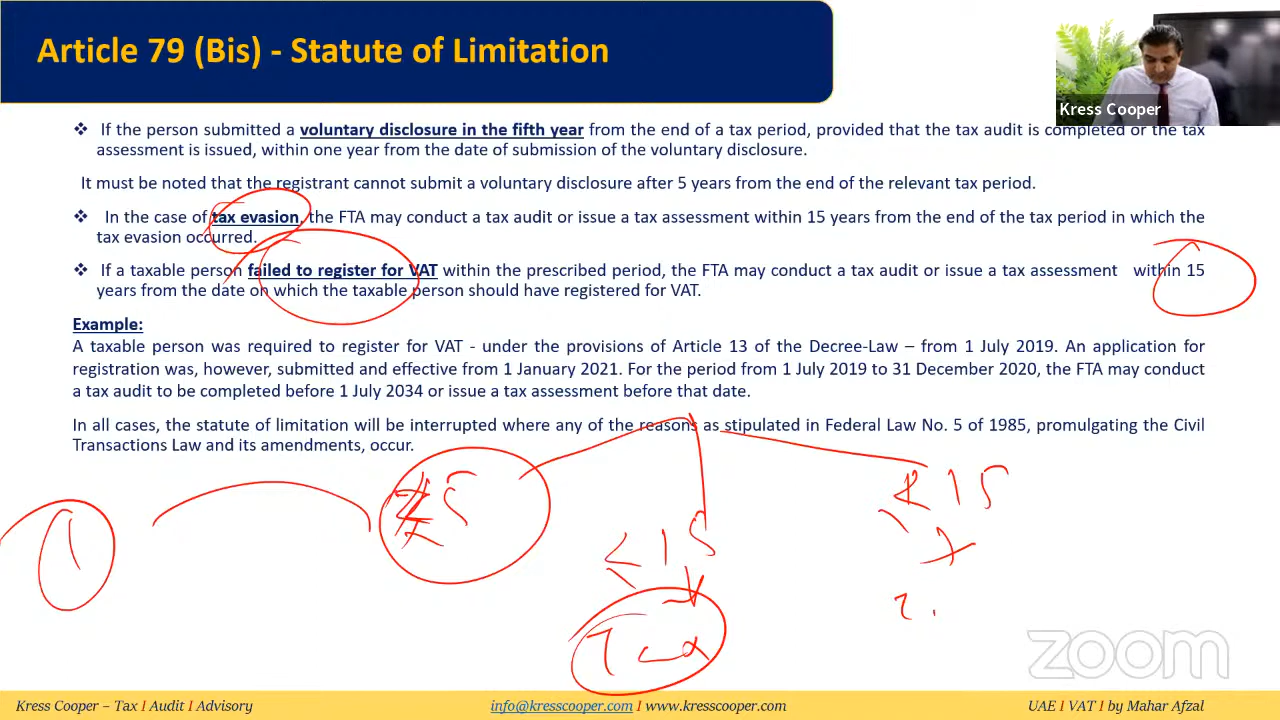 Article 79 (Bis) - Statute of Limitation
Kress Cooper
❖ If the person submitted a voluntary disclosure in the fifth year from the end of a tax period, provided that the tax audit is completed or the tax
assessment is issued, within one year from the date of submission of the voluntary disclosure.
It must be noted that the registrant cannot submit a voluntary disclosure after 5 years from the end of the relevant tax period.
❖ In the case of tax evasion, the FTA may conduct a tax audit or issue a tax assessment within 15 years from the end of the tax period in which the
tax evasion occurred.
❖ If a taxable person failed to register for VAT within the prescribed period, the FTA may conduct a tax audit or issue a tax assessment within 15
years from the date on which the taxable person should have registered for VAT.
Example:
A taxable person was required to register for VAT - under the provisions of Article 13 of the Decree-Law – from 1 July 2019. An application for
registration was, however, submitted and effective from 1 January 2021. For the period from 1 July 2019 to 31 December 2020, the FTA may conduct
a tax audit to be completed before 1 July 2034 or issue a tax assessment before that date.
In all cases, the statute of limitation will be interrupted where any of the reasons as stipulated in Federal Law No. 5 of 1985, promulgating the Civil
Transactions Law and its amendments, occur.
5
15
≤ 15
Tax
zoom
Kress Cooper – Tax I Audit I Advisory
info@kresscooper.com I www.kresscooper.com
UAE I VAT I by Mahar Afzal